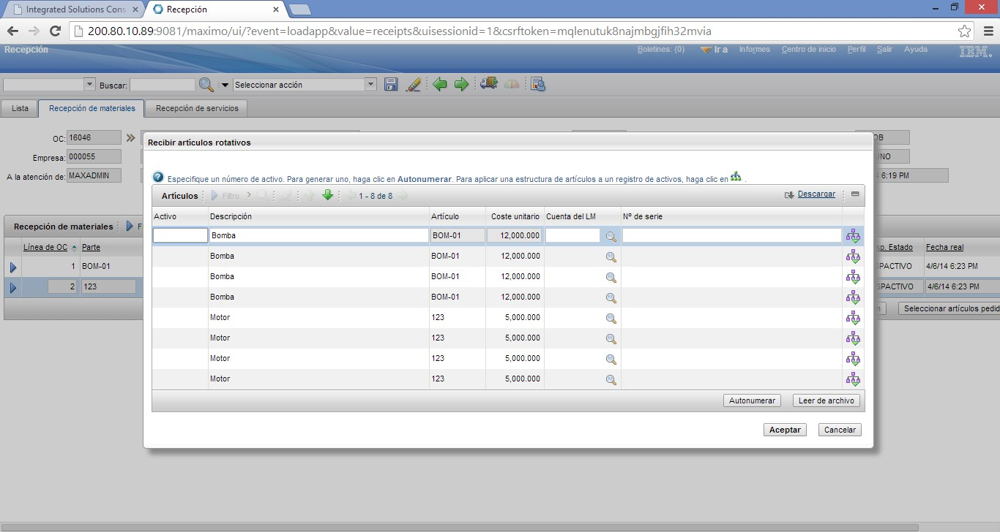 Integrated Solutions Cons
Recepción
200.80.10.89:9081/maximo/ui/?event=loadapp&value=receipts&uisessionid=1&csrftoken=mqlenutuk8najmbgjfih32mvia
Recepción Boletines: (0) Ir a Informes Centro de inicio Perfil Salir Ayuda IBM.
Buscar: Seleccionar acción
Lista Recepción de materiales Recepción de servicios
OC: 16046 OB
Empresa: 000055 UNO
A la atención de: MAXADMIN 6:19 PM
Recibir artículos rotativos
Especifique un número de activo. Para generar uno, haga clic en Autonumerar. Para aplicar una estructura de artículos a un registro de activos, haga clic en .
Artículos Filtro 1 - 8 de 8 Descargar
Activo Descripción Artículo Coste unitario Cuenta del LM Nº de serie
Bomba BOM-01 12,000.000
Bomba BOM-01 12,000.000
Bomba BOM-01 12,000.000
Bomba BOM-01 12,000.000
Motor 123 5,000.000
Motor 123 5,000.000
Motor 123 5,000.000
Motor 123 5,000.000
Autonumerar Leer de archivo
Aceptar Cancelar
Recepción de materiales F
Línea de OC Parte sp. Estado Fecha real
1 BOM-01 SPACTIVO 4/6/14 6:23 PM
2 123 SPACTIVO 4/6/14 6:23 PM
Seleccionar artículos pedid